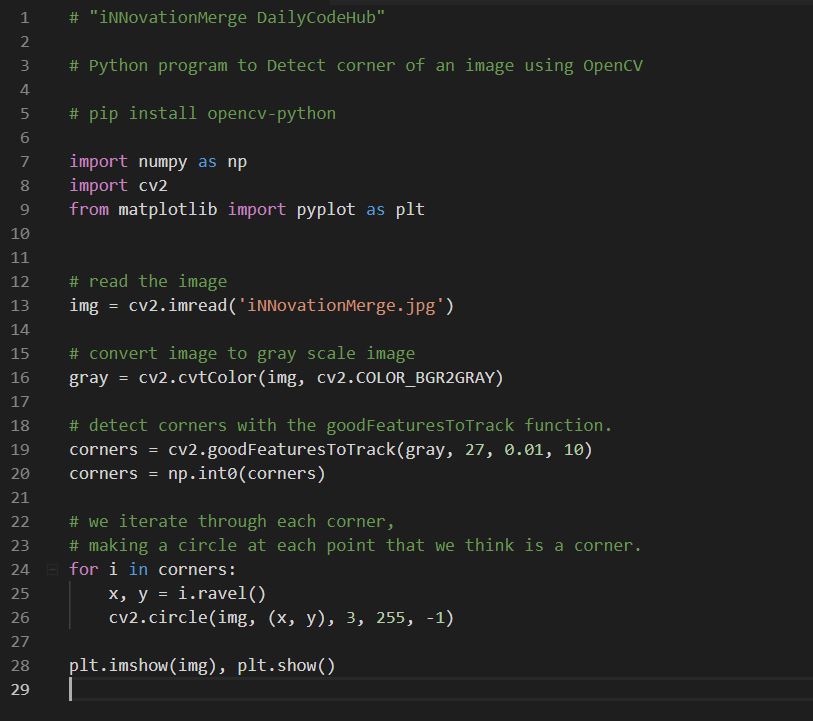 1 # "iNNovationMerge DailyCodeHub"
2
3 # Python program to Detect corner of an image using OpenCV
4
5 # pip install opencv-python
6
7 import numpy as np
8 import cv2
9 from matplotlib import pyplot as plt
10
11
12 # read the image
13 img = cv2.imread('iNNovationMerge.jpg')
14
15 # convert image to gray scale image
16 gray = cv2.cvtColor(img, cv2.COLOR_BGR2GRAY)
17
18 # detect corners with the goodFeaturesToTrack function.
19 corners = cv2.goodFeaturesToTrack(gray, 27, 0.01, 10)
20 corners = np.int0(corners)
21
22 # we iterate through each corner,
23 # making a circle at each point that we think is a corner.
24 for i in corners:
25     x, y = i.ravel()
26     cv2.circle(img, (x, y), 3, 255, -1)
27
28 plt.imshow(img), plt.show()
29